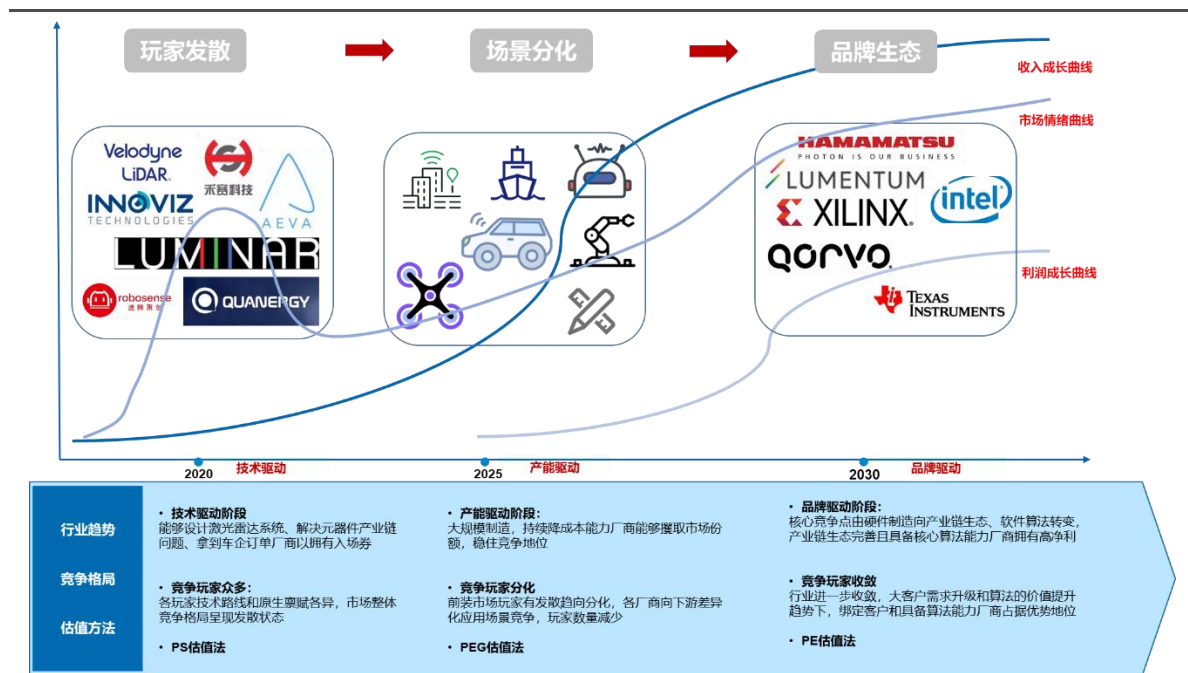 玩家发散
场景分化
品牌生态
收入成长曲线
市场情绪曲线
利润成长曲线
Velodyne
LiDAR
禾赛科技
INNOVIZ
TECHNOLOGIES
AEVA
LUMINAR
robosense
速腾聚创
QUANERGY
HAMAMATSU
PHOTON IS OUR BUSINESS
LUMENTUM
intel
XILINX
QORVO
TEXAS
INSTRUMENTS
2020
技术驱动
2025
产能驱动
2030
品牌驱动
行业趋势
• 技术驱动阶段
能够设计激光雷达系统、解决元器件产业链
问题、拿到车企订单厂商以拥有入场券
• 产能驱动阶段:
大规模制造，持续降成本能力厂商能够攫取市场份
额，稳住竞争地位
• 品牌驱动阶段:
核心竞争点由硬件制造向产业链生态、软件算法转变，
产业链生态完善且具备核心算法能力厂商拥有高净利
竞争格局
• 竞争玩家众多:
各玩家技术路线和原生禀赋各异，市场整体
竞争格局呈现发散状态
• 竞争玩家分化
前装市场玩家有发散趋向分化，各厂商向下游差异
化应用场景竞争，玩家数量减少
• 竞争玩家收敛
行业进一步收敛，大客户需求升级和算法的价值提升
趋势下，绑定客户和具备算法能力厂商占据优势地位
估值方法
• PS估值法
• PEG估值法
• PE估值法